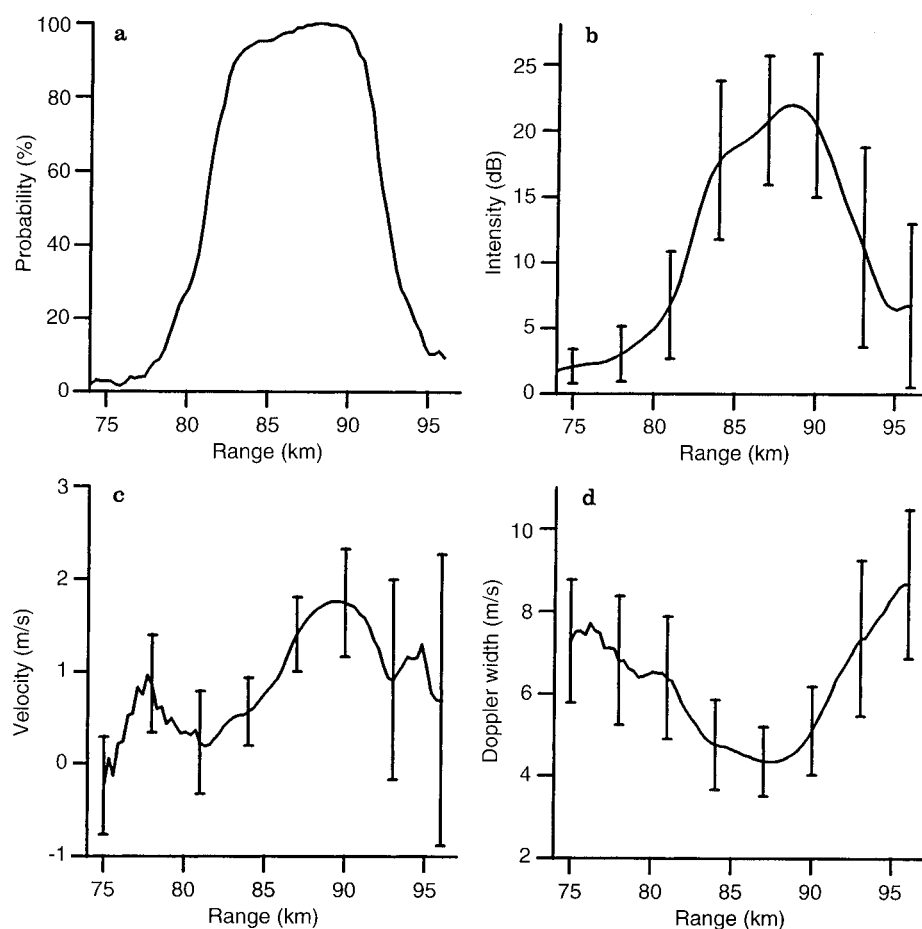 a
100
80
60
40
20
0
Probability (%)
75 80 85 90 95
Range (km)
b
25
20
15
10
5
0
Intensity (dB)
75 80 85 90 95
Range (km)
c
3
2
1
0
-1
Velocity (m/s)
75 80 85 90 95
Range (km)
d
10
8
6
4
2
Doppler width (m/s)
75 80 85 90 95
Range (km)